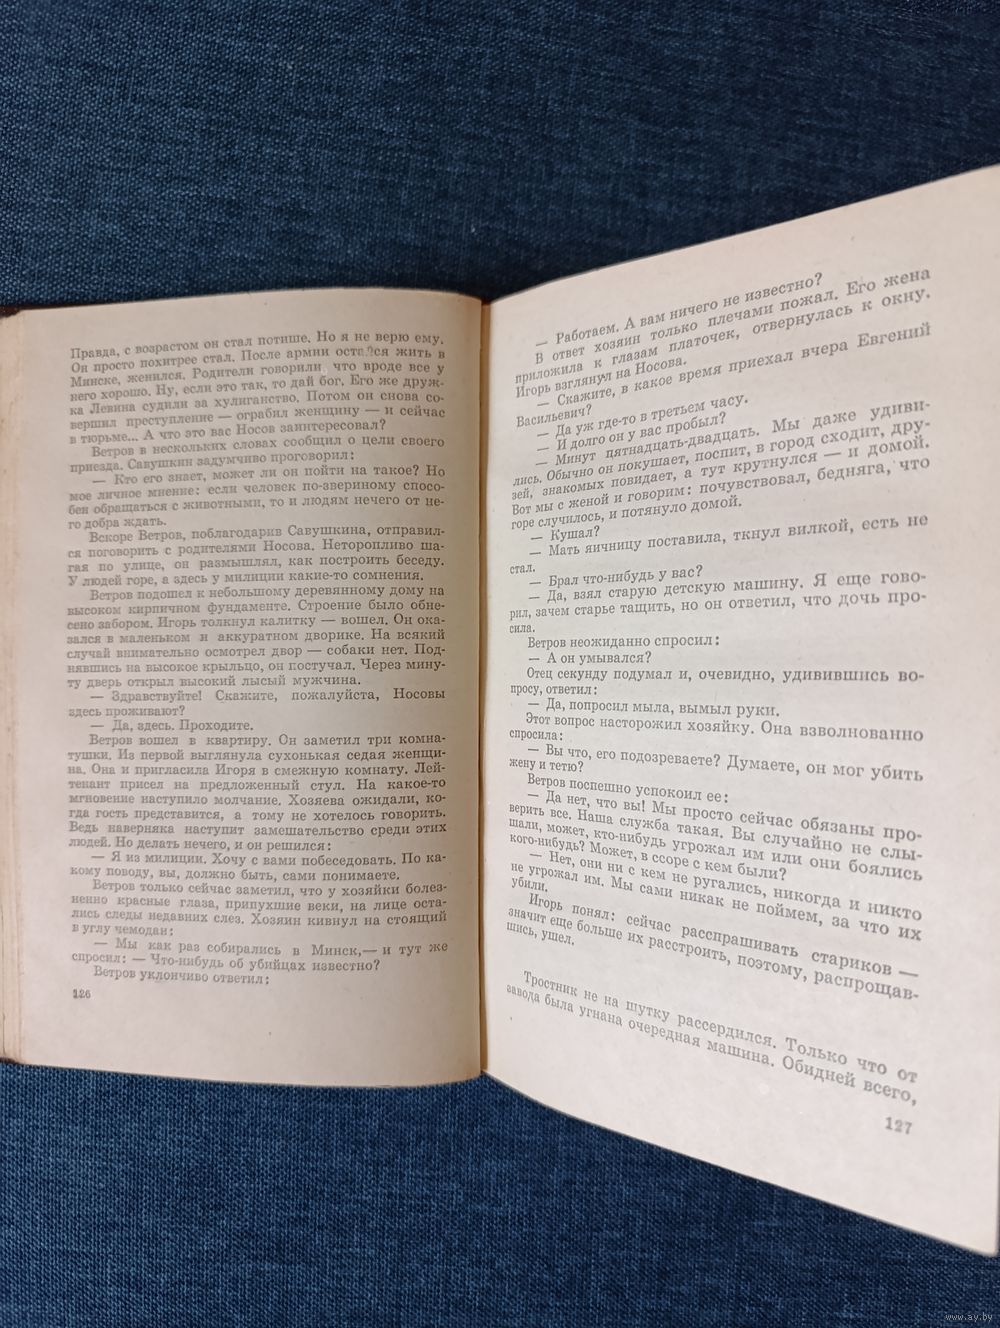 Правда, с возрастом он стал потише. Но я не верю ему.
Он просто похитрее стал. После армии остался жить в
Минске, женился. Родители говорили, что вроде все у
него хорошо. Ну, если это так, то дай бог. Его же друж-
ка Левина судили за хулиганство. Потом он снова со-
вершил преступление — ограбил женщину — и сейчас
в тюрьме... А что это вас Носов заинтересовал?
Ветров в нескольких словах сообщил о цели своего
приезда. Савушкин задумчиво проговорил:
— Кто его знает, может ли он пойти на такое? Но
мое личное мнение: если человек по-звериному спосо-
бен обращаться с животными, то и людям нечего от не-
го добра ждать.
Вскоре Ветров, поблагодарив Савушкина, отправил-
ся поговорить с родителями Носова. Неторопливо ша-
гая по улице, он размышлял, как построить беседу.
У людей горе, а здесь у милиции какие-то сомнения.
Ветров подошел к небольшому деревянному дому на
высоком кирпичном фундаменте. Строение было обне-
сено забором. Игорь толкнул калитку — вошел. Он ока-
зался в маленьком и аккуратном дворике. На всякий
случай внимательно осмотрел двор — собаки нет. Под-
нявшись на высокое крыльцо, он постучал. Через мину-
ту дверь открыл высокий лысый мужчина.
— Здравствуйте! Скажите, пожалуйста, Носовы
здесь проживают?
— Да, здесь. Проходите.
Ветров вошел в квартиру. Он заметил три комна-
тушки. Из первой выглянула сухонькая седая женщи-
на. Она и пригласила Игоря в смежную комнату. Лей-
тенант присел на предложенный стул. На какое-то
мгновение наступило молчание. Хозяева ожидали, ко-
гда гость представится, а тому не хотелось говорить.
Ведь наверняка наступит замешательство среди этих
людей. Но делать нечего, и он решился:
— Я из милиции. Хочу с вами побеседовать. По ка-
кому поводу, вы, должно быть, сами понимаете.
Ветров только сейчас заметил, что у хозяйки болез-
ненно красные глаза, припухшие веки, на лице оста-
лись следы недавних слез. Хозяин кивнул на стоящий
в углу чемодан:
— Мы как раз собирались в Минск,— и тут же
спросил: — Что-нибудь об убийцах известно?
Ветров уклончиво ответил:
126
— Работаем. А вам ничего не известно?
В ответ хозяин только плечами пожал. Его жена
приложила к глазам платочек, отвернулась к окну.
Игорь взглянул на Носова.
— Скажите, в какое время приехал вчера Евгений
Васильевич?
— Да уж где-то в третьем часу.
— И долго он у вас пробыл?
— Минут пятнадцать-двадцать. Мы даже удиви-
лись. Обычно он покушает, поспит, в город сходит, дру-
зей, знакомых повидает, а тут крутнулся — и домой.
Вот мы с женой и говорим: почувствовал, бедняга, что
горе случилось, и потянуло домой.
— Кушал?
— Мать яичницу поставила, ткнул вилкой, есть не
стал.
— Брал что-нибудь у вас?
— Да, взял старую детскую машину. Я еще гово-
рил, зачем старье тащить, но он ответил, что дочь про-
сила.
Ветров неожиданно спросил:
— А он умывался?
Отец секунду подумал и, очевидно, удивившись во-
просу, ответил:
— Да, попросил мыла, вымыл руки.
Этот вопрос насторожил хозяйку. Она взволнованно
спросила:
— Вы что, его подозреваете? Думаете, он мог убить
жену и тетю?
Ветров поспешно успокоил ее:
— Да нет, что вы! Мы просто сейчас обязаны про-
верить все. Наша служба такая. Вы случайно не слы-
шали, может, кто-нибудь угрожал им или они боялись
кого-нибудь? Может, в ссоре с кем были?
— Нет, они ни с кем не ругались, никогда и никто
не угрожал им. Мы сами никак не поймем, за что их
убили.
Игорь понял: сейчас расспрашивать стариков —
значит еще больше их расстроить, поэтому, распрощав-
шись, ушел.
Тростник не на шутку рассердился. Только что от
завода была угнана очередная машина. Обидней всего,
127
www.ay.by